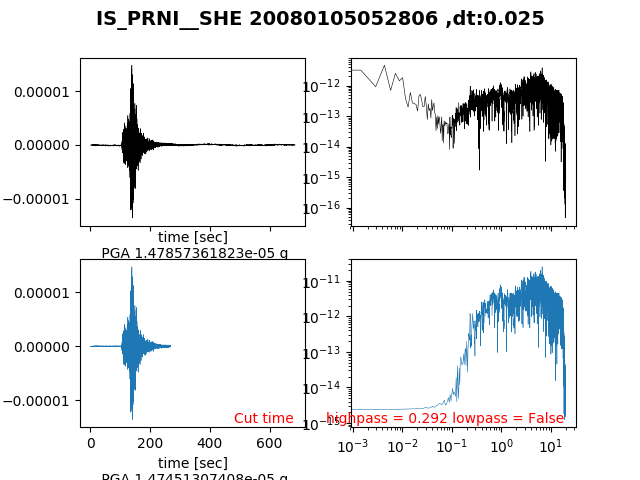 IS_PRNI__SHE 20080105052806 ,dt:0.025
0.00001
0.00000
−0.00001
time [sec]
PGA 1.47857361823e-05 g
10⁻¹²
10⁻¹³
10⁻¹⁴
10⁻¹⁵
10⁻¹⁶
0.00001
0.00000
−0.00001
Cut time
0 200 400 600
time [sec]
PGA 1.47451307408e-05 g
10⁻¹¹
10⁻¹²
10⁻¹³
10⁻¹⁴
10⁻¹⁵
highpass = 0.292 lowpass = False
10⁻³ 10⁻² 10⁻¹ 10⁰ 10¹